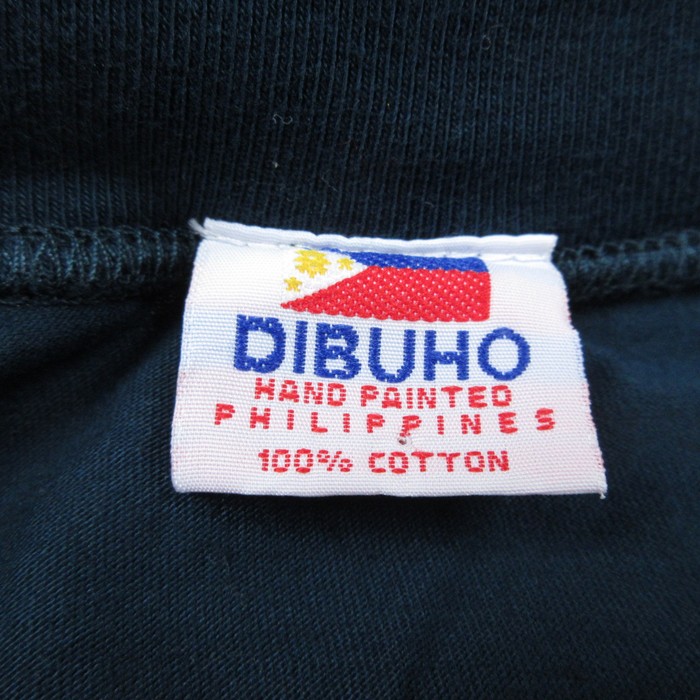 DIBUHO
HAND PAINTED
PHILIPPINES
100% COTTON